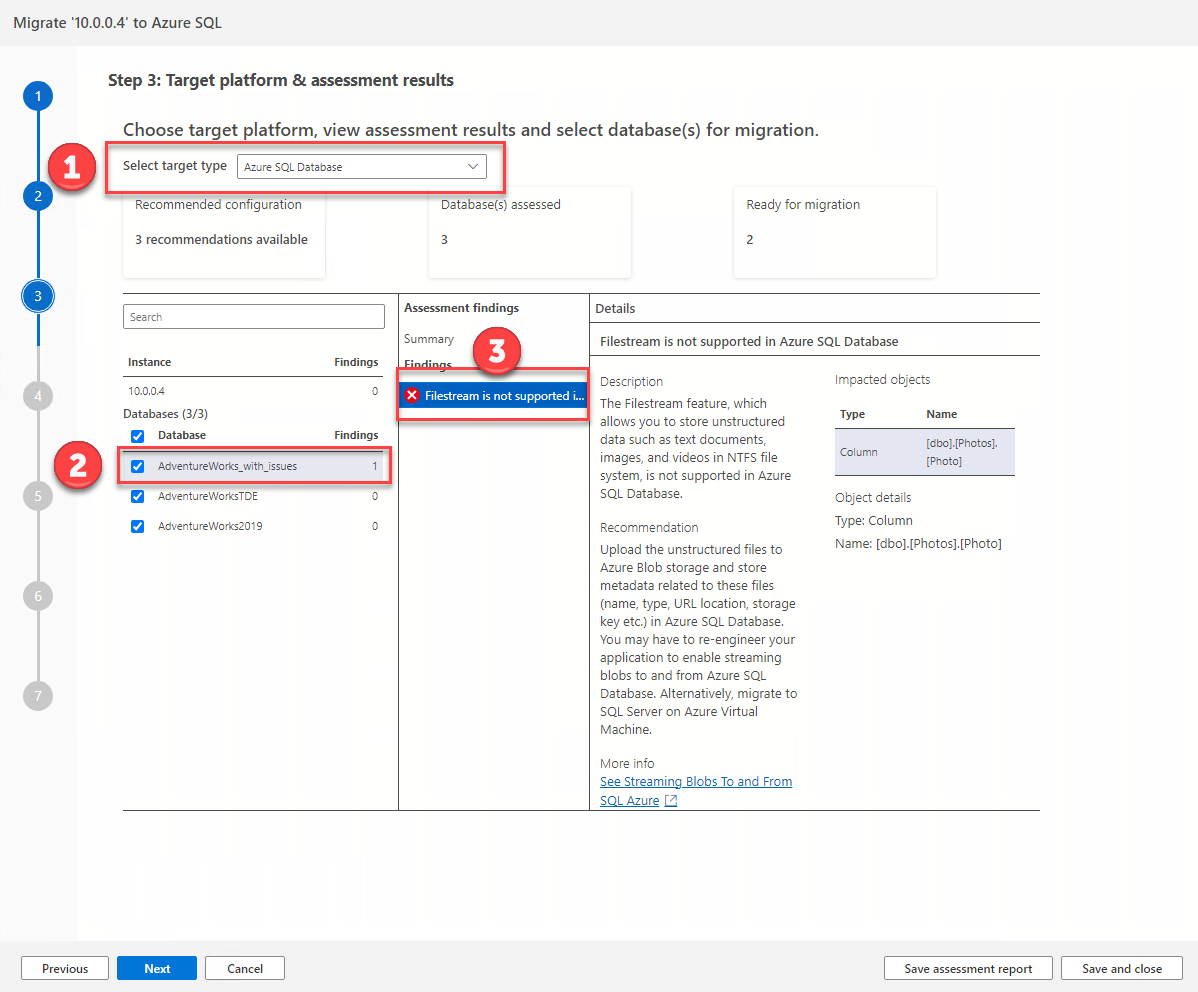 Migrate '10.0.0.4' to Azure SQL
Step 3: Target platform & assessment results
1
2
3
4
5
6
7
Choose target platform, view assessment results and select database(s) for migration.
1
Select target type
Azure SQL Database
Recommended configuration
3 recommendations available
Database(s) assessed
3
Ready for migration
2
Search
Instance Findings
10.0.0.4 0
Databases (3/3)
Database Findings
2
AdventureWorks_with_issues 1
AdventureWorksTDE 0
AdventureWorks2019 0
Assessment findings
Summary
Findings
3
Filestream is not supported i...
Details
Filestream is not supported in Azure SQL Database
Description
The Filestream feature, which
allows you to store unstructured
data such as text documents,
images, and videos in NTFS file
system, is not supported in Azure
SQL Database.
Recommendation
Upload the unstructured files to
Azure Blob storage and store
metadata related to these files
(name, type, URL location, storage
key etc.) in Azure SQL Database.
You may have to re-engineer your
application to enable streaming
blobs to and from Azure SQL
Database. Alternatively, migrate to
SQL Server on Azure Virtual
Machine.
More info
See Streaming Blobs To and From
SQL Azure
Impacted objects
Type Name
Column [dbo].[Photos].
[Photo]
Object details
Type: Column
Name: [dbo].[Photos].[Photo]
Previous
Next
Cancel
Save assessment report
Save and close